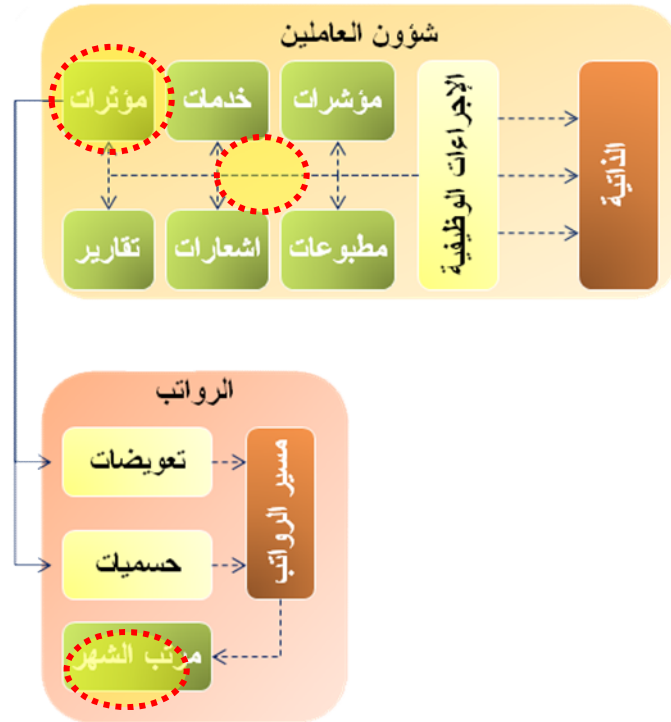 شؤون العاملين
الذاتية
الإجراءات الوظيفية
مؤشرات
خدمات
مؤثرات
مطبوعات
اشعارات
تقارير
الرواتب
مسير الرواتب
تعويضات
حسميات
مرتب الشهر